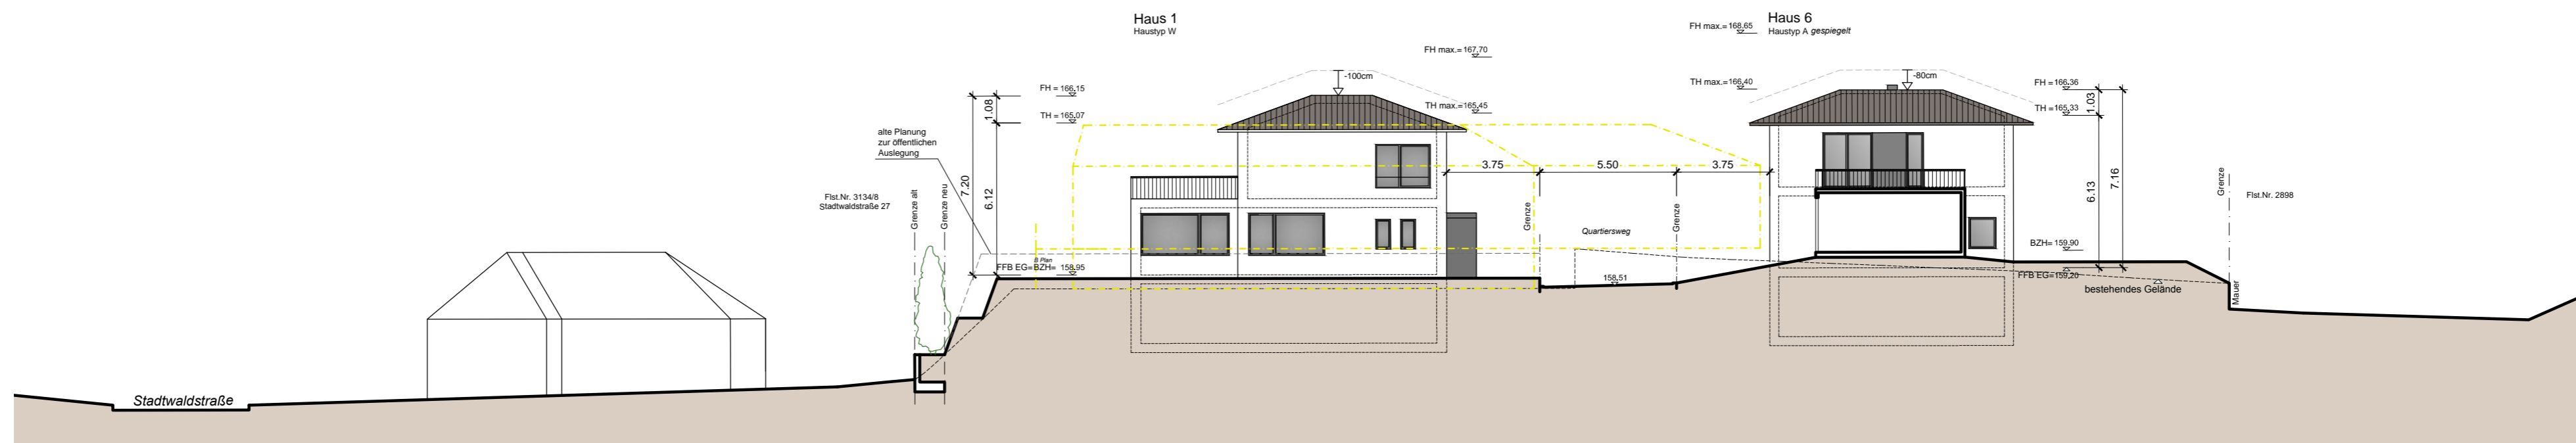 Haus 1
Haustyp W
FH max.= 168.65
Haus 6
Haustyp A gespiegelt
FH max.= 167.70
-100cm
-80cm
FH = 166.15
TH max.= 166.40
FH = 166.36
1.08
1.03
TH max.= 165.45
TH = 165.33
TH = 165.07
alte Planung
zur öffentlichen
Auslegung
3.75
5.50
3.75
7.20
6.12
6.13
7.16
Flst.Nr. 3134/8
Stadtwaldstraße 27
Grenze alt
Grenze neu
Grenze
Grenze
Grenze
Flst.Nr. 2898
Quartiersweg
BZH= 159.90
B Plan
FFB EG=BZH= 158.95
158.51
FFB EG= 159.20
bestehendes Gelände
Mauer
Stadtwaldstraße